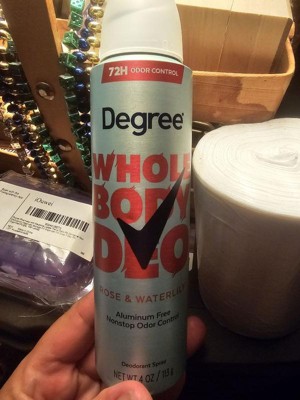 72H ODOR CONTROL
Degree
WHOLE
BODY
DEO
ROSE & WATERLILY
Aluminum Free
Nonstop Odor Control
Deodorant Spray
NET WT 4 OZ / 113 g